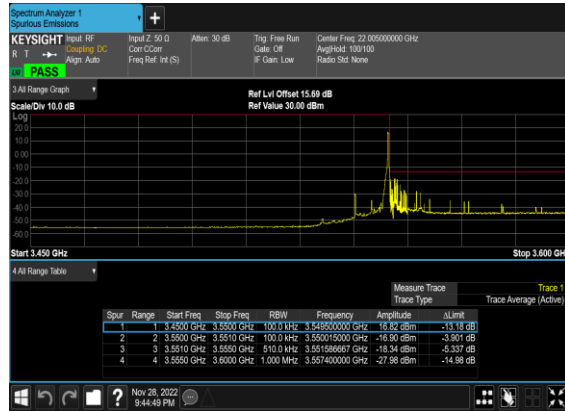 Spectrum Analyzer 1
Spurious Emissions
KEYSIGHT Input: RF Input Z: 50 Ω Atten: 30 dB Trig: Free Run Center Freq: 22.005000000 GHz
R T Coupling: DC Corr CCorr Gate: Off Avg|Hold: 100/100
Align: Auto Freq Ref: Int (S) IF Gain: Low Radio Std: None
PASS
3 All Range Graph
Ref Lvl Offset 15.69 dB
Scale/Div 10.0 dB Ref Value 30.00 dBm
Log
20.0
10.0
0.00
-10.0
-20.0
-30.0
-40.0
-50.0
-60.0
Start 3.450 GHz Stop 3.600 GHz
4 All Range Table
Measure Trace Trace 1
Trace Type Trace Average (Active)
Spur Range Start Freq Stop Freq RBW Frequency Amplitude ΔLimit
1 1 3.4500 GHz 3.5500 GHz 100.0 kHz 3.549500000 GHz 16.82 dBm -13.18 dB
2 2 3.5500 GHz 3.5510 GHz 100.0 kHz 3.550015000 GHz -16.90 dBm -3.901 dB
3 3 3.5510 GHz 3.5550 GHz 510.0 kHz 3.551586667 GHz -18.34 dBm -5.337 dB
4 4 3.5550 GHz 3.6000 GHz 1.000 MHz 3.557400000 GHz -27.98 dBm -14.98 dB
Nov 28, 2022
9:44:49 PM